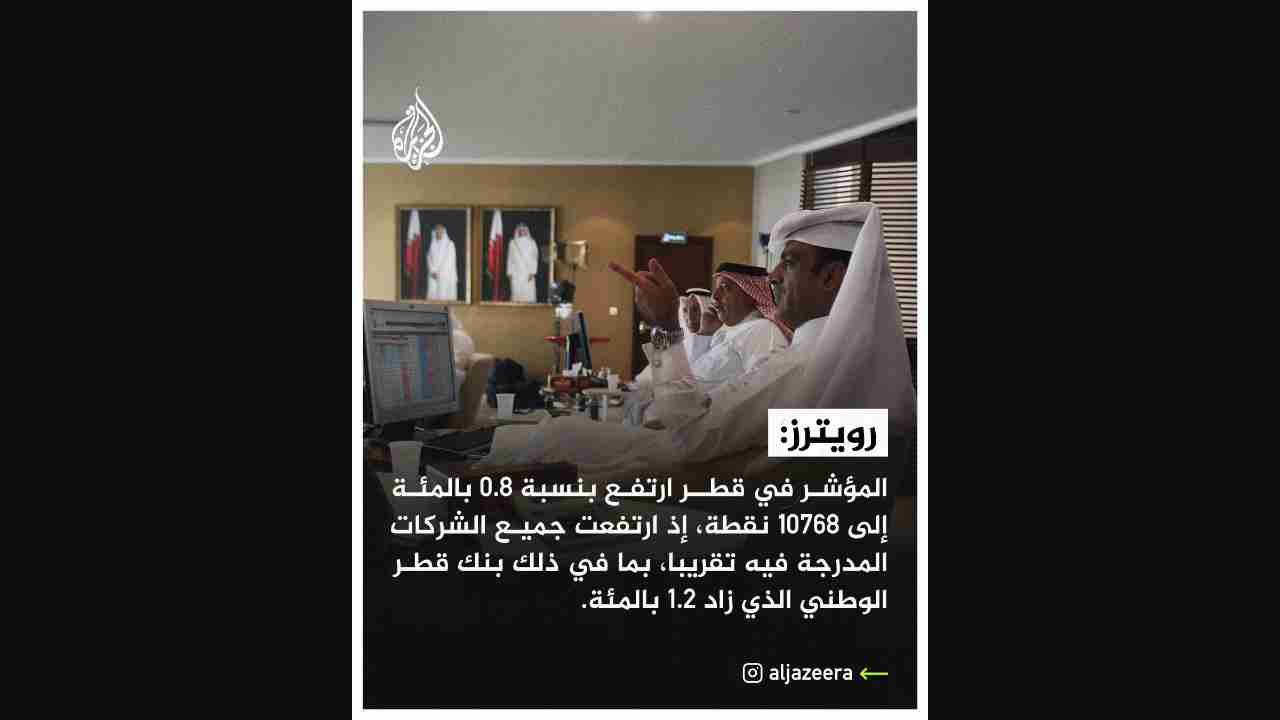 الجزيرة
رويترز:
المؤشر في قطر ارتفع بنسبة 0.8 بالمئة
إلى 10768 نقطة، إذ ارتفعت جميع الشركات
المدرجة فيه تقريبا، بما في ذلك بنك قطر
الوطني الذي زاد 1.2 بالمئة.
aljazeera